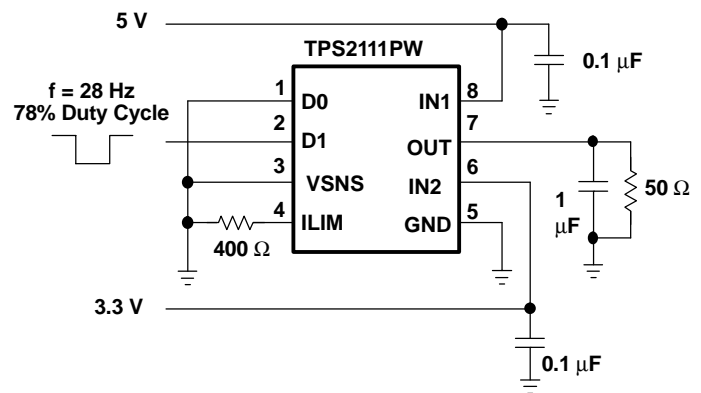 5 V
TPS2111PW
0.1 µF
f = 28 Hz
78% Duty Cycle
1
D0
IN1
8
2
D1
OUT
7
3
VSNS
IN2
6
4
ILIM
GND
5
400 Ω
1
µF
50 Ω
3.3 V
0.1 µF